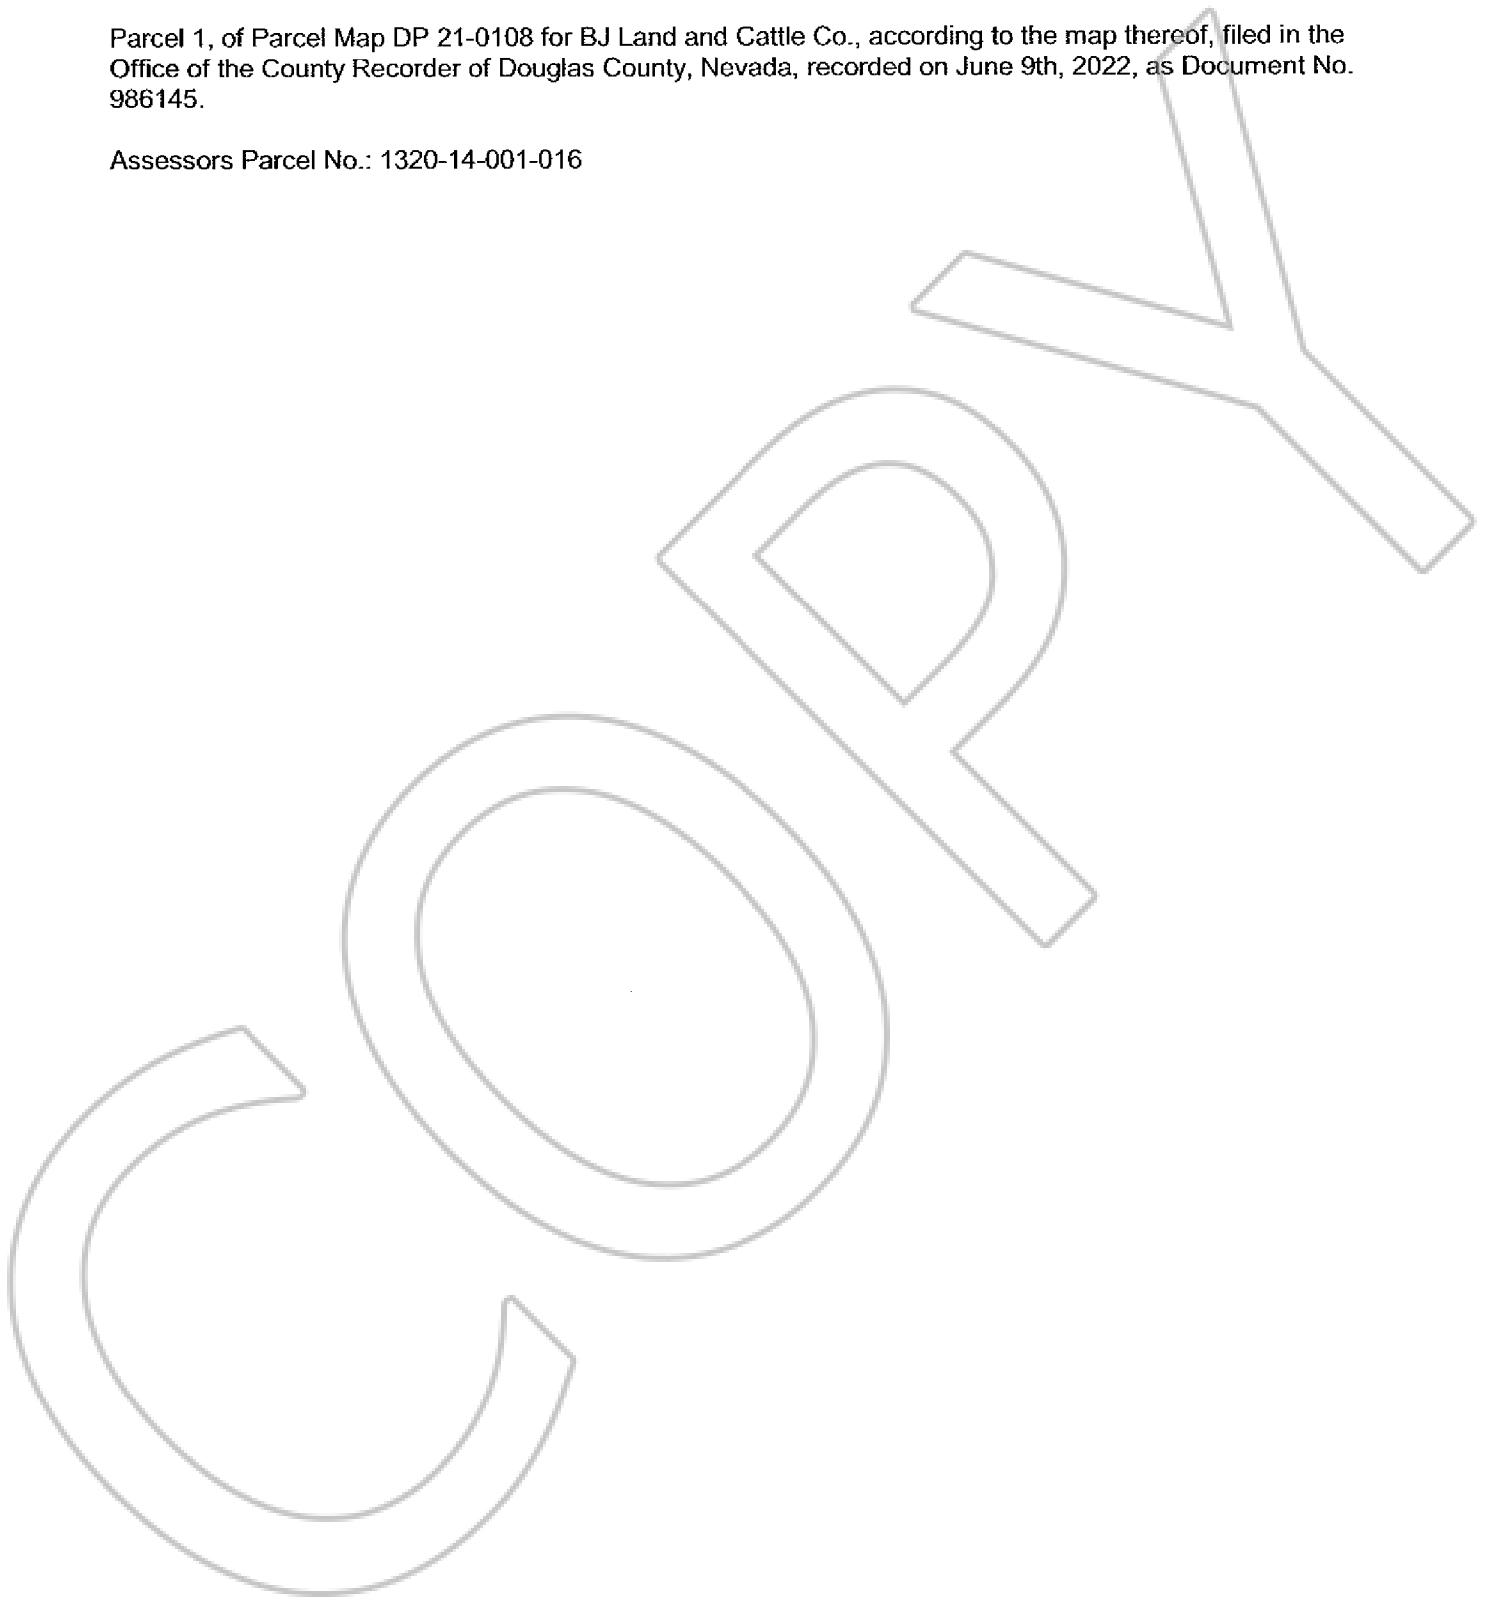 Parcel 1, of Parcel Map DP 21-0108 for BJ Land and Cattle Co., according to the map thereof, filed in the
Office of the County Recorder of Douglas County, Nevada, recorded on June 9th, 2022, as Document No.
986145.
Assessors Parcel No.: 1320-14-001-016
COPY